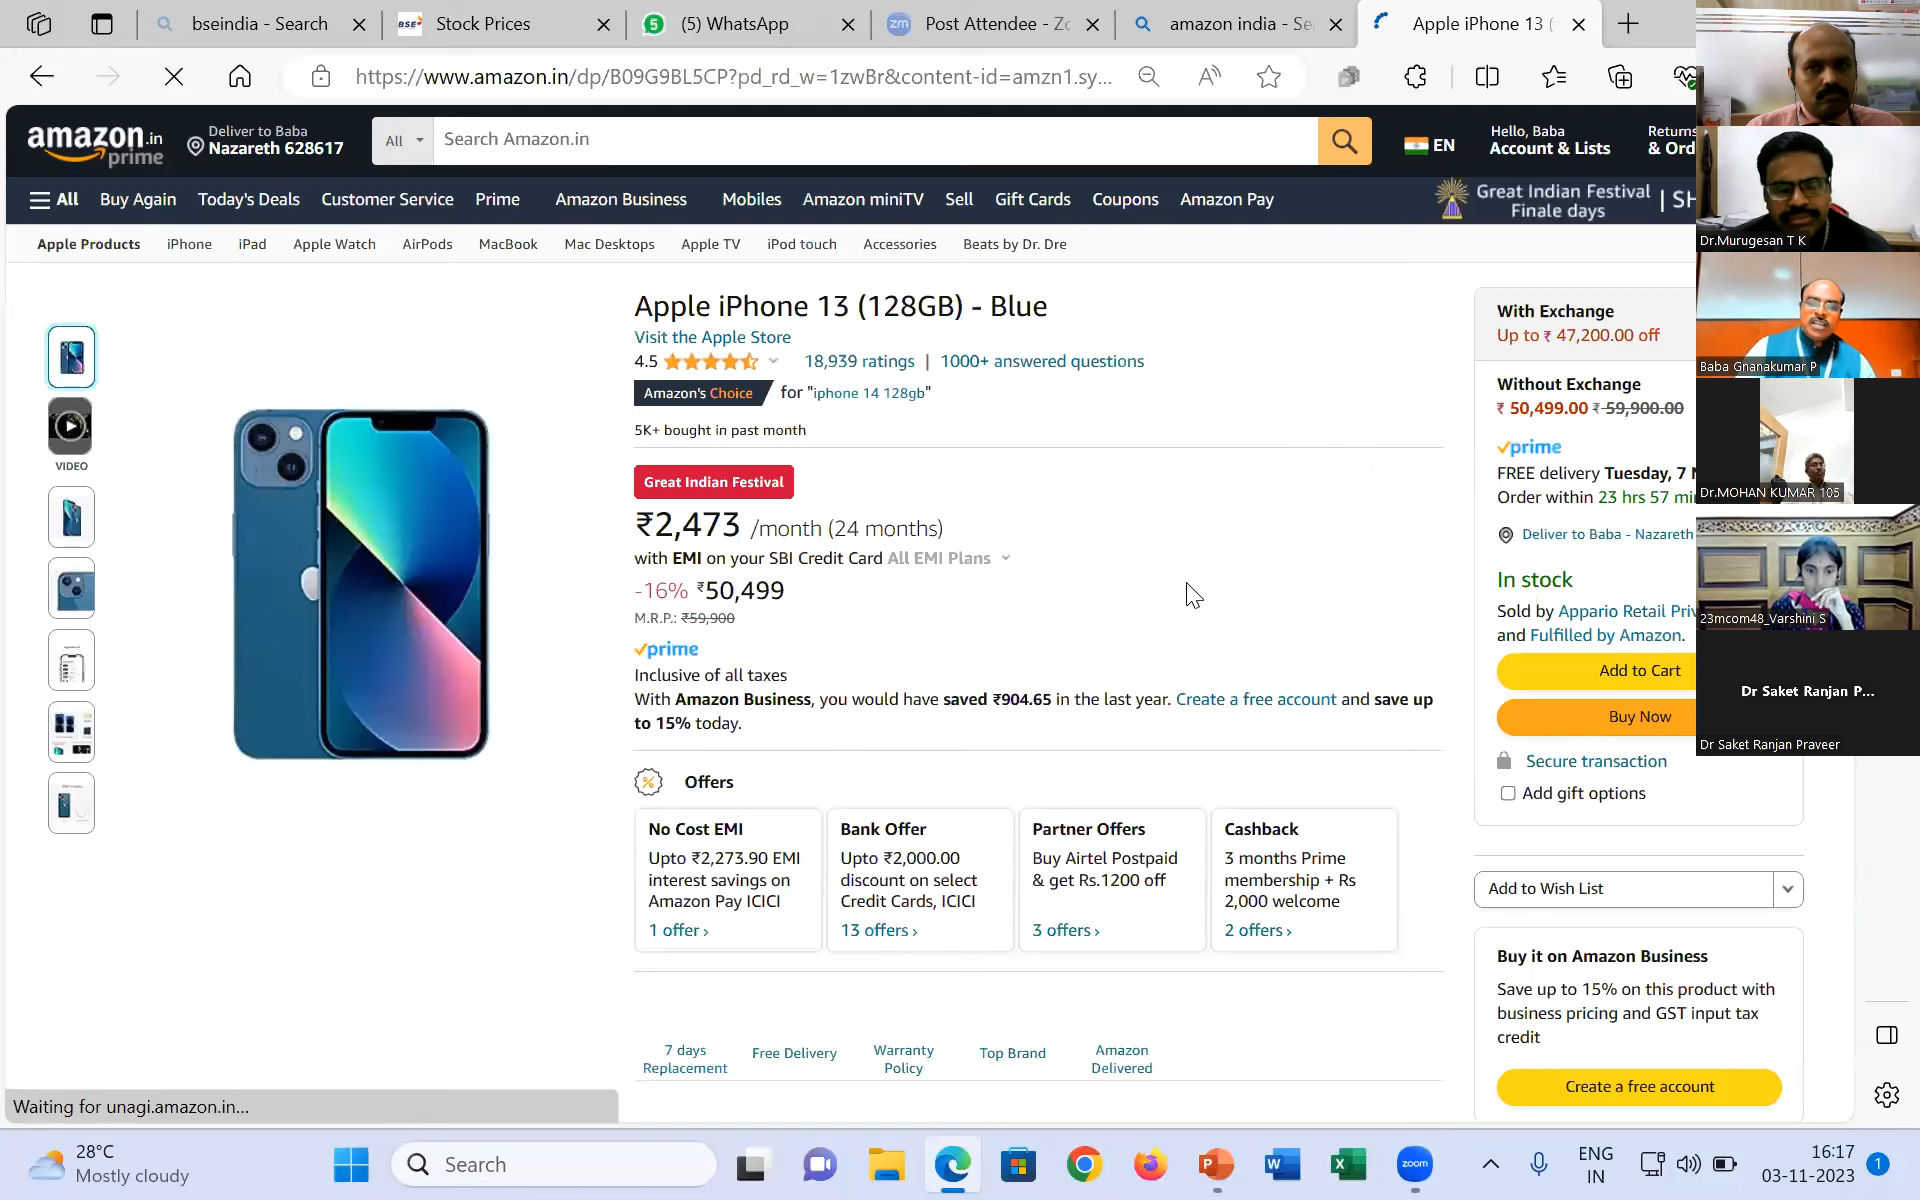 bseindia - Search
Stock Prices
(5) WhatsApp
Post Attendee - Zo
amazon india - Se
Apple iPhone 13 (
https://www.amazon.in/dp/B09G9BL5CP?pd_rd_w=1zwBr&content-id=amzn1.sy...
amazon.in
prime
Deliver to Baba
Nazareth 628617
All
Search Amazon.in
EN
Hello, Baba
Account & Lists
Returns
& Ord
All
Buy Again
Today's Deals
Customer Service
Prime
Amazon Business
Mobiles
Amazon miniTV
Sell
Gift Cards
Coupons
Amazon Pay
Great Indian Festival
Finale days
| SH
Apple Products
iPhone
iPad
Apple Watch
AirPods
MacBook
Mac Desktops
Apple TV
iPod touch
Accessories
Beats by Dr. Dre
VIDEO
Apple iPhone 13 (128GB) - Blue
Visit the Apple Store
4.5
18,939 ratings | 1000+ answered questions
Amazon's Choice for "iphone 14 128gb"
5K+ bought in past month
Great Indian Festival
₹2,473 /month (24 months)
with EMI on your SBI Credit Card All EMI Plans
-16% ₹50,499
M.R.P.: ₹59,900
prime
Inclusive of all taxes
With Amazon Business, you would have saved ₹904.65 in the last year. Create a free account and save up
to 15% today.
Offers
No Cost EMI
Upto ₹2,273.90 EMI
interest savings on
Amazon Pay ICICI
1 offer ›
Bank Offer
Upto ₹2,000.00
discount on select
Credit Cards, ICICI
13 offers ›
Partner Offers
Buy Airtel Postpaid
& get Rs.1200 off
3 offers ›
Cashback
3 months Prime
membership + Rs
2,000 welcome
2 offers ›
7 days
Replacement
Free Delivery
Warranty
Policy
Top Brand
Amazon
Delivered
With Exchange
Up to ₹ 47,200.00 off
Without Exchange
₹ 50,499.00 ₹ 59,900.00
prime
FREE delivery Tuesday, 7 N
Order within 23 hrs 57 mi
Deliver to Baba - Nazareth
In stock
Sold by Appario Retail Priv
and Fulfilled by Amazon.
Add to Cart
Buy Now
Secure transaction
Add gift options
Add to Wish List
Buy it on Amazon Business
Save up to 15% on this product with
business pricing and GST input tax
credit
Create a free account
Dr.Murugesan T K
Baba Gnanakumar P
Dr.MOHAN KUMAR 105
23mcom48_Varshini S
Dr Saket Ranjan P...
Dr Saket Ranjan Praveer
Waiting for unagi.amazon.in...
28°C
Mostly cloudy
Search
zoom
ENG
IN
16:17
03-11-2023
1